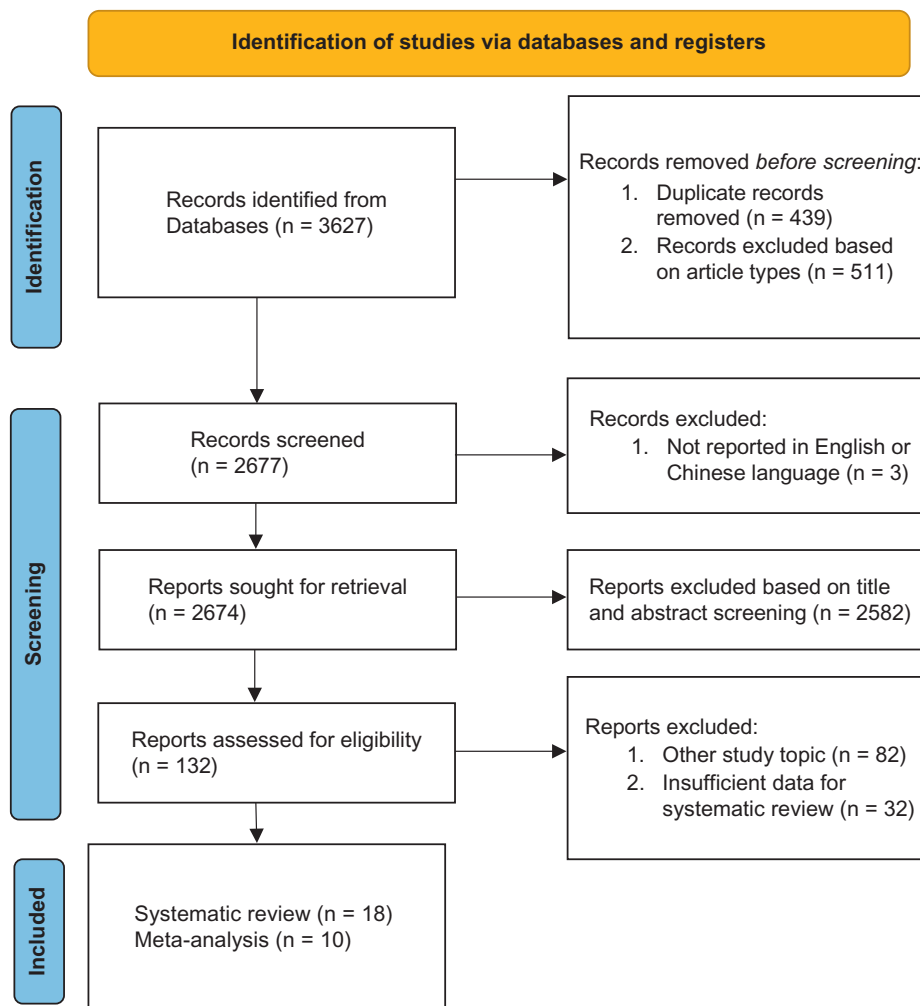 Identification of studies via databases and registers
Identification
Records identified from
Databases (n = 3627)
Records removed before screening:
1. Duplicate records
removed (n = 439)
2. Records excluded based
on article types (n = 511)
Screening
Records screened
(n = 2677)
Records excluded:
1. Not reported in English or
Chinese language (n = 3)
Reports sought for retrieval
(n = 2674)
Reports excluded based on title
and abstract screening (n = 2582)
Reports assessed for eligibility
(n = 132)
Reports excluded:
1. Other study topic (n = 82)
2. Insufficient data for
systematic review (n = 32)
Included
Systematic review (n = 18)
Meta-analysis (n = 10)